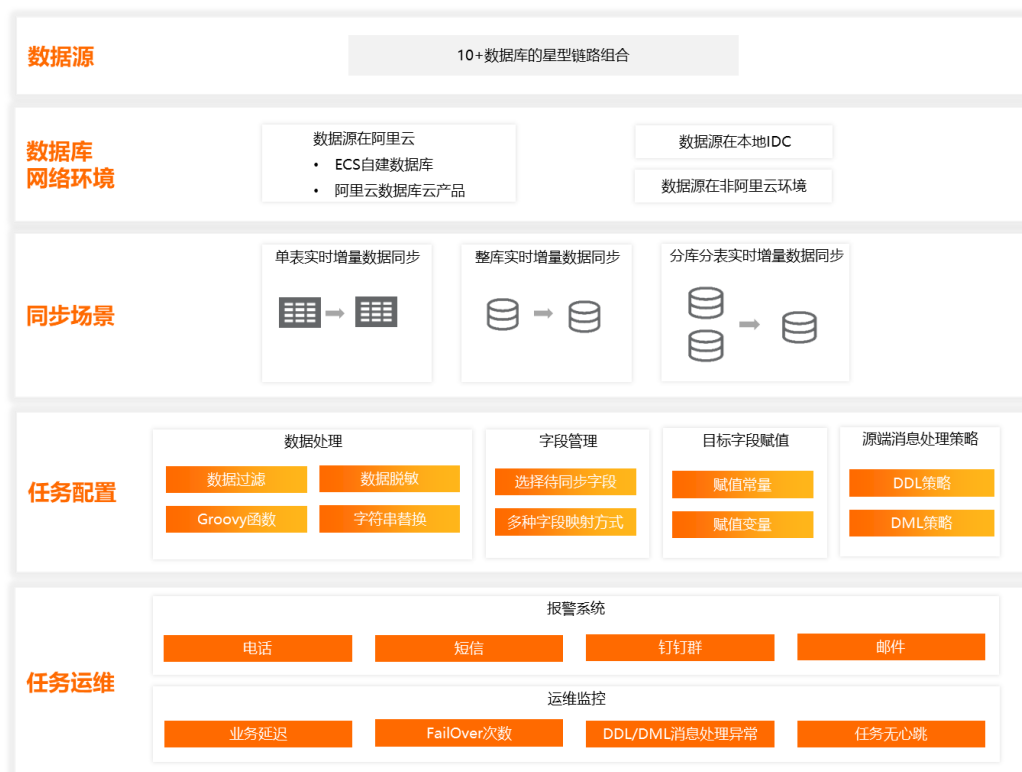 数据源
10+数据库的星型链路组合
数据库
网络环境
数据源在阿里云
• ECS自建数据库
• 阿里云数据库云产品
数据源在本地IDC
数据源在非阿里云环境
同步场景
单表实时增量数据同步
整库实时增量数据同步
分库分表实时增量数据同步
任务配置
数据处理
数据过滤
数据脱敏
Groovy函数
字符串替换
字段管理
选择待同步字段
多种字段映射方式
目标字段赋值
赋值常量
赋值变量
源端消息处理策略
DDL策略
DML策略
任务运维
报警系统
电话
短信
钉钉群
邮件
运维监控
业务延迟
FailOver次数
DDL/DML消息处理异常
任务无心跳